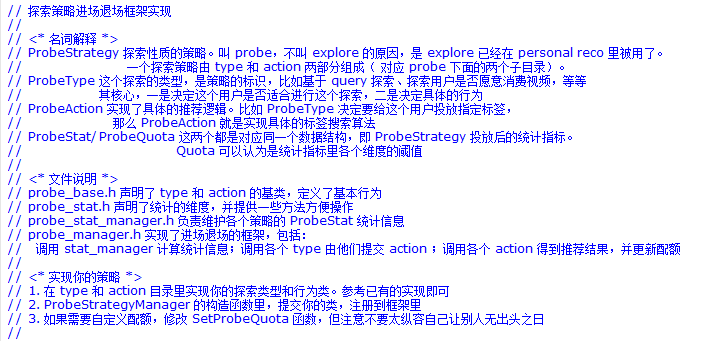 // 探索策略进场退场框架实现
//
// <* 名词解释 *>
// ProbeStrategy 探索性质的策略。叫 probe，不叫 explore 的原因，是 explore 已经在 personal reco 里被用了。
// 一个探索策略由 type 和 action 两部分组成（ 对应 probe 下面的两个子目录）。
// ProbeType 这个探索的类型，是策略的标识，比如基于 query 探索、探索用户是否愿意消费视频，等等
// 其核心，一是决定这个用户是否适合进行这个探索，二是决定具体的行为
// ProbeAction 实现了具体的推荐逻辑。比如 ProbeType 决定要给这个用户投放指定标签，
// 那么 ProbeAction 就是实现具体的标签搜索算法
// ProbeStat/ ProbeQuota 这两个都是对应同一个数据结构，即 ProbeStrategy 投放后的统计指标。
// Quota 可以认为是统计指标里各个维度的阈值
//
// <* 文件说明 *>
// probe_base.h 声明了 type 和 action 的基类，定义了基本行为
// probe_stat.h 声明了统计的维度，并提供一些方法方便操作
// probe_stat_manager.h 负责维护各个策略的 ProbeStat 统计信息
// probe_manager.h 实现了进场退场的框架，包括：
// 调用 stat_manager 计算统计信息；调用各个 type 由他们提交 action ；调用各个 action 得到推荐结果，并更新配额
//
// <* 实现你的策略 *>
// 1. 在 type 和 action 目录里实现你的探索类型和行为类。参考已有的实现即可
// 2. ProbeStrategyManager 的构造函数里，提交你的类，注册到框架里
// 3. 如果需要自定义配额，修改 SetProbeQuota 函数，但注意不要太纵容自己让别人无出头之日
//